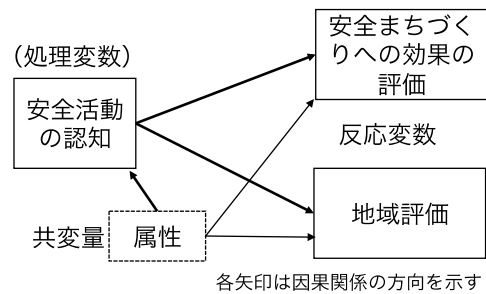 (処理変数)
安全活動
の認知
安全まちづく
りへの効果の
評価
反応変数
地域評価
共変量
属性
各矢印は因果関係の方向を示す